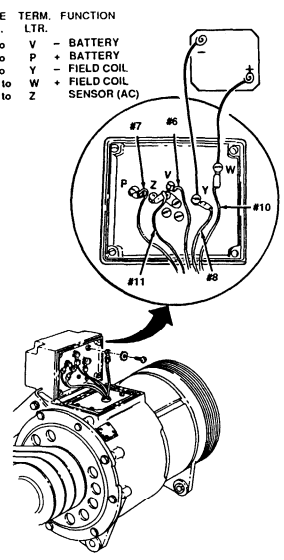 E TERM. FUNCTION
. LTR.
o V – BATTERY
o P + BATTERY
o Y – FIELD COIL
to W + FIELD COIL
to Z SENSOR (AC)
–
+
#6
#7
V
P
Z
W
Y
#10
#11
#8